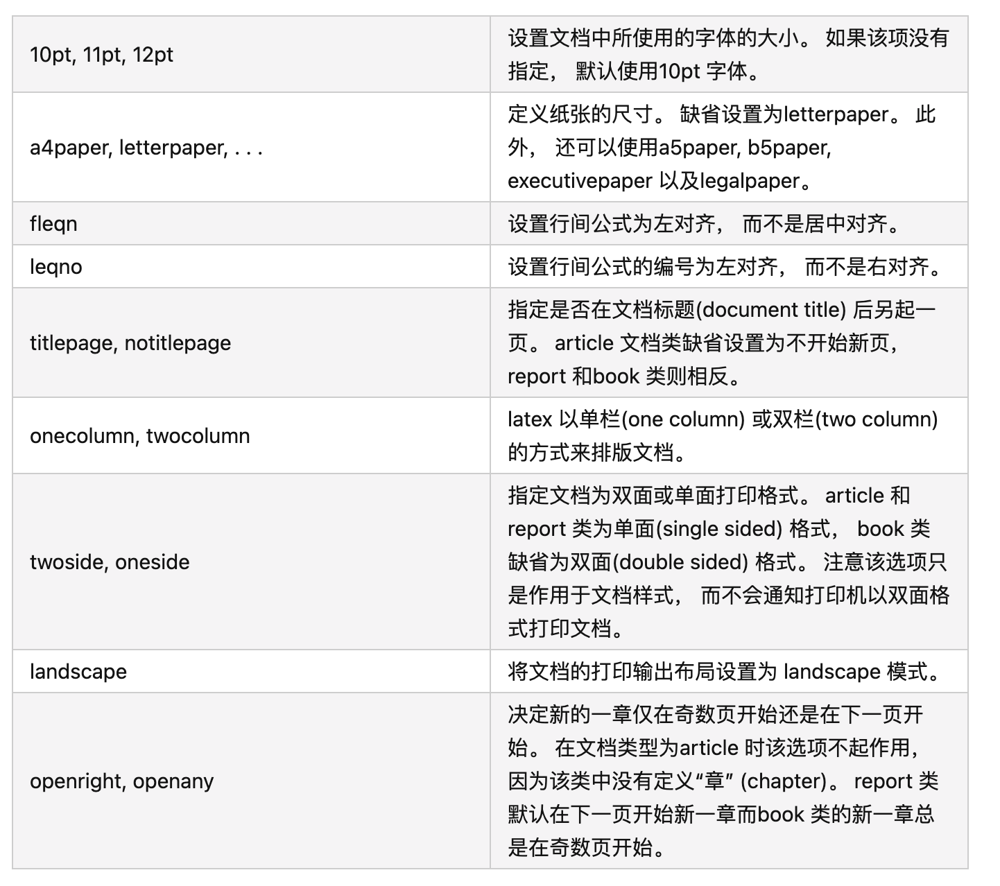 10pt, 11pt, 12pt
设置文档中所使用的字体的大小。 如果该项没有
指定， 默认使用10pt 字体。
a4paper, letterpaper, . . .
定义纸张的尺寸。 缺省设置为letterpaper。 此
外， 还可以使用a5paper, b5paper,
executivepaper 以及legalpaper。
fleqn
设置行间公式为左对齐， 而不是居中对齐。
leqno
设置行间公式的编号为左对齐， 而不是右对齐。
titlepage, notitlepage
指定是否在文档标题(document title) 后另起一
页。 article 文档类缺省设置为不开始新页，
report 和book 类则相反。
onecolumn, twocolumn
latex 以单栏(one column) 或双栏(two column)
的方式来排版文档。
twoside, oneside
指定文档为双面或单面打印格式。 article 和
report 类为单面(single sided) 格式， book 类
缺省为双面(double sided) 格式。 注意该选项只
是作用于文档样式， 而不会通知打印机以双面格
式打印文档。
landscape
将文档的打印输出布局设置为 landscape 模式。
openright, openany
决定新的一章仅在奇数页开始还是在下一页开
始。 在文档类型为article 时该选项不起作用，
因为该类中没有定义“章” (chapter)。 report 类
默认在下一页开始新一章而book 类的新一章总
是在奇数页开始。